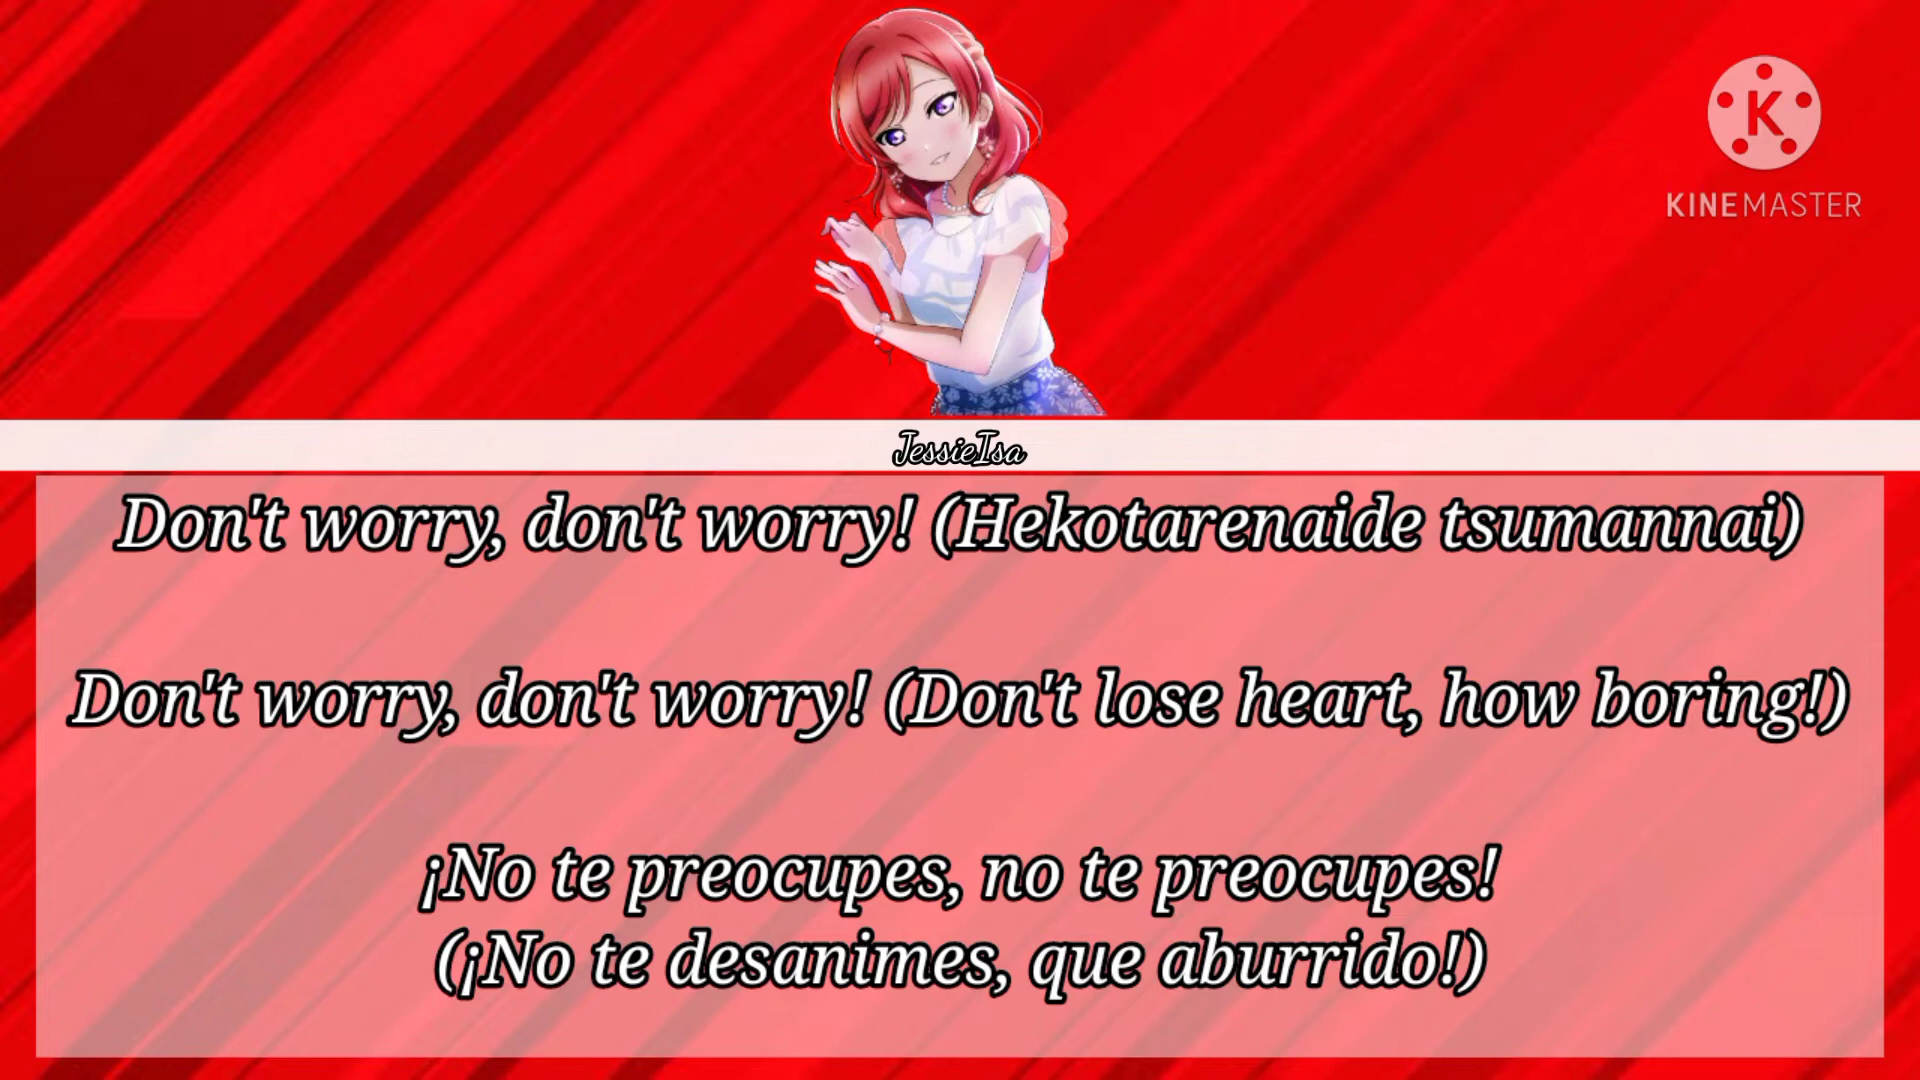 K
KINEMASTER
JessieIsa
Don't worry, don't worry! (Hekotarenaide tsumannai)
Don't worry, don't worry! (Don't lose heart, how boring!)
¡No te preocupes, no te preocupes!
(¡No te desanimes, que aburrido!)